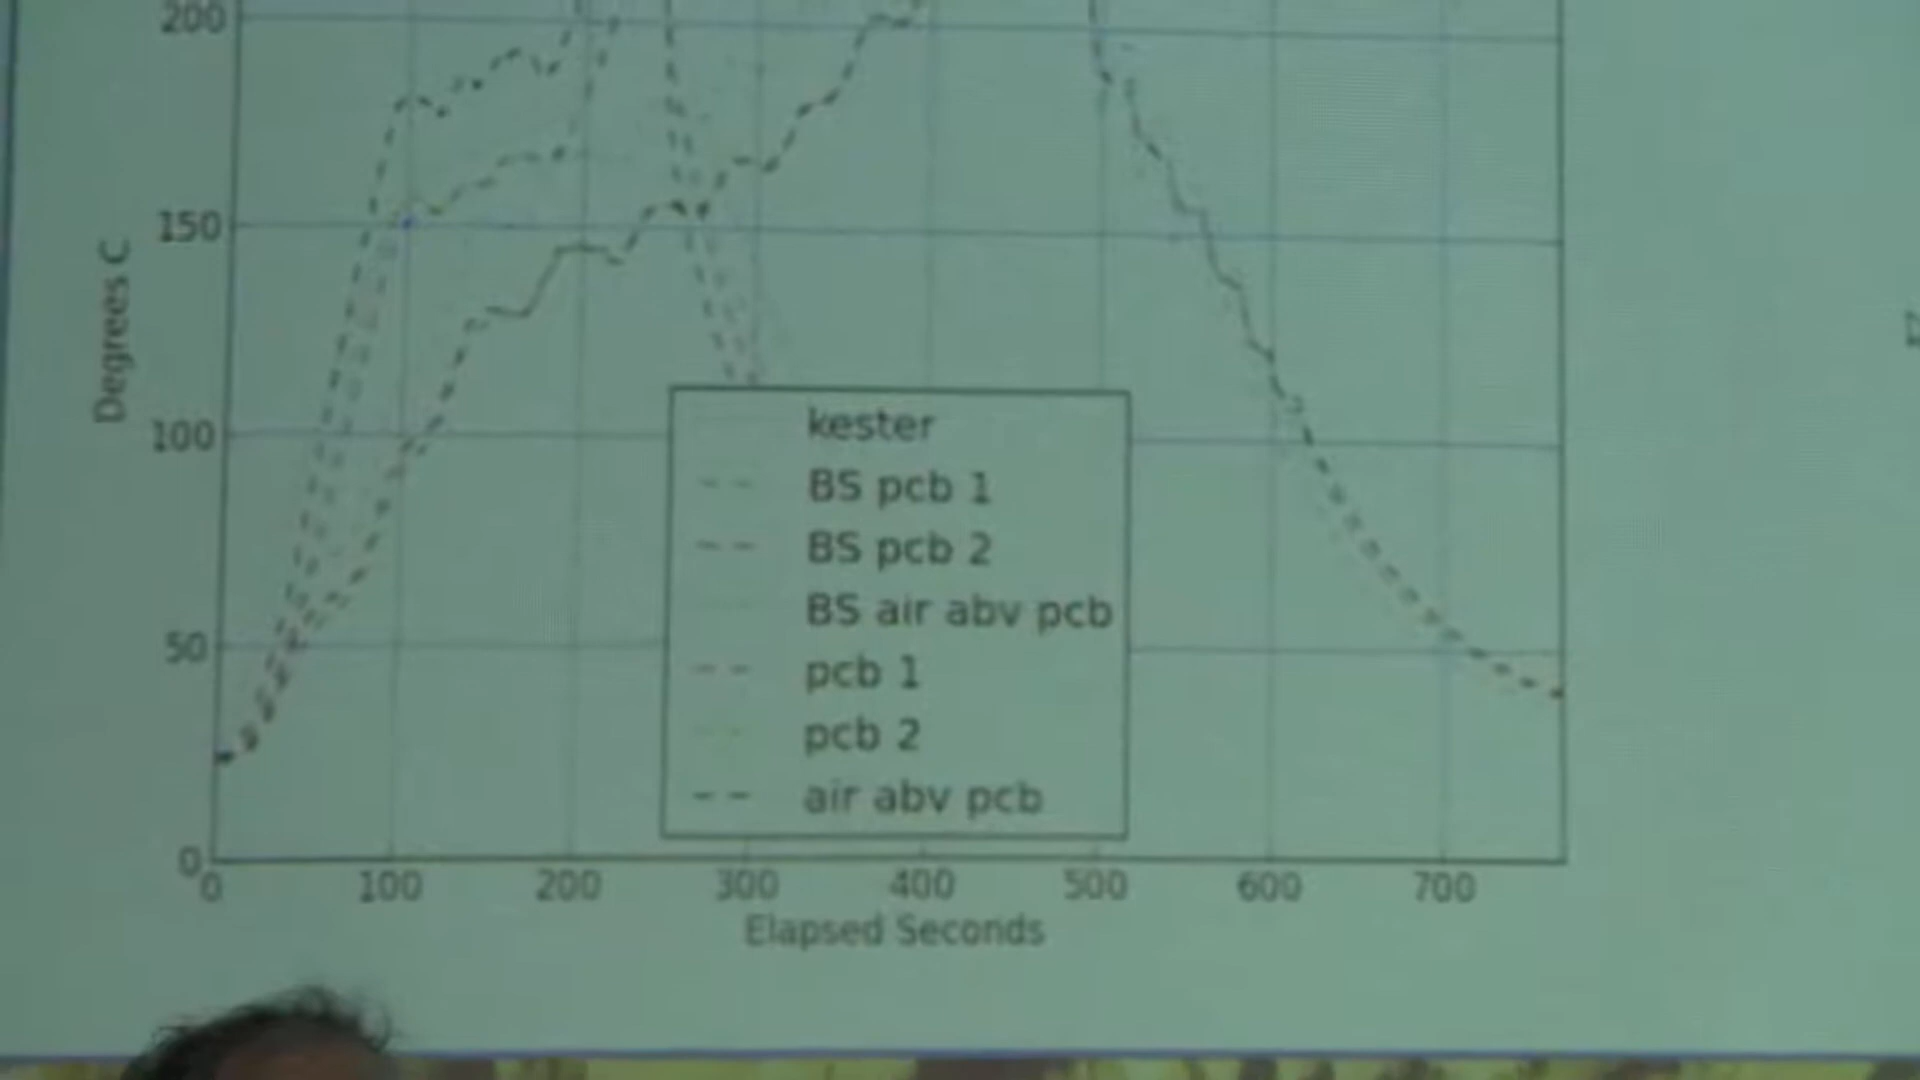 200
150
100
50
0
Degrees C
kester
BS pcb 1
BS pcb 2
BS air abv pcb
pcb 1
pcb 2
air abv pcb
0 100 200 300 400 500 600 700
Elapsed Seconds